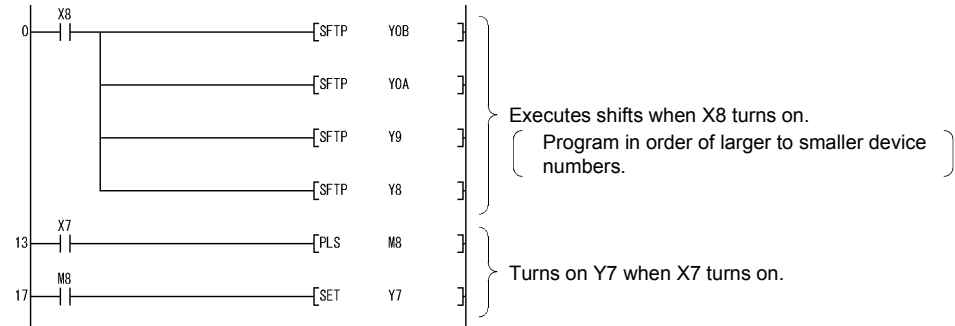 X8
0 [SFTP Y0B ]
[SFTP Y0A ]
Executes shifts when X8 turns on.
[SFTP Y9 ]
Program in order of larger to smaller device
numbers.
[SFTP Y8 ]
X7
13 [PLS M8 ]
Turns on Y7 when X7 turns on.
M8
17 [SET Y7 ]